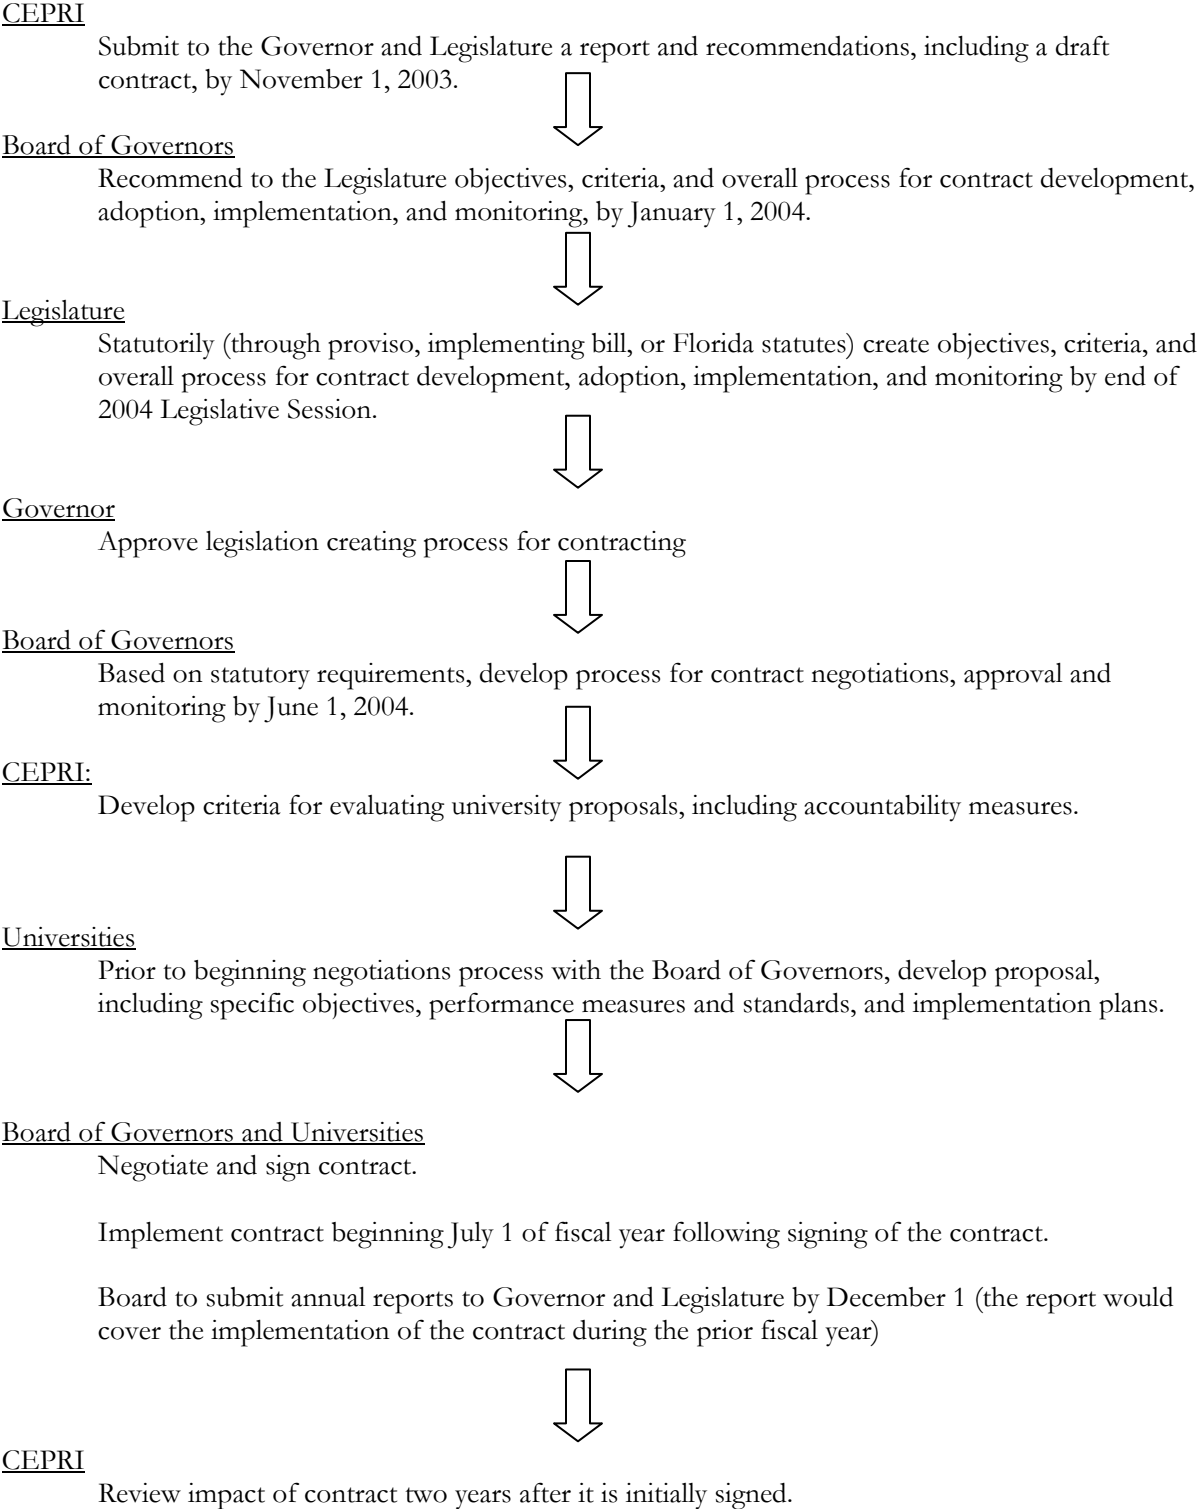 CEPRI
Submit to the Governor and Legislature a report and recommendations, including a draft
contract, by November 1, 2003.
Board of Governors
Recommend to the Legislature objectives, criteria, and overall process for contract development,
adoption, implementation, and monitoring, by January 1, 2004.
Legislature
Statutorily (through proviso, implementing bill, or Florida statutes) create objectives, criteria, and
overall process for contract development, adoption, implementation, and monitoring by end of
2004 Legislative Session.
Governor
Approve legislation creating process for contracting
Board of Governors
Based on statutory requirements, develop process for contract negotiations, approval and
monitoring by June 1, 2004.
CEPRI:
Develop criteria for evaluating university proposals, including accountability measures.
Universities
Prior to beginning negotiations process with the Board of Governors, develop proposal,
including specific objectives, performance measures and standards, and implementation plans.
Board of Governors and Universities
Negotiate and sign contract.
Implement contract beginning July 1 of fiscal year following signing of the contract.
Board to submit annual reports to Governor and Legislature by December 1 (the report would
cover the implementation of the contract during the prior fiscal year)
CEPRI
Review impact of contract two years after it is initially signed.